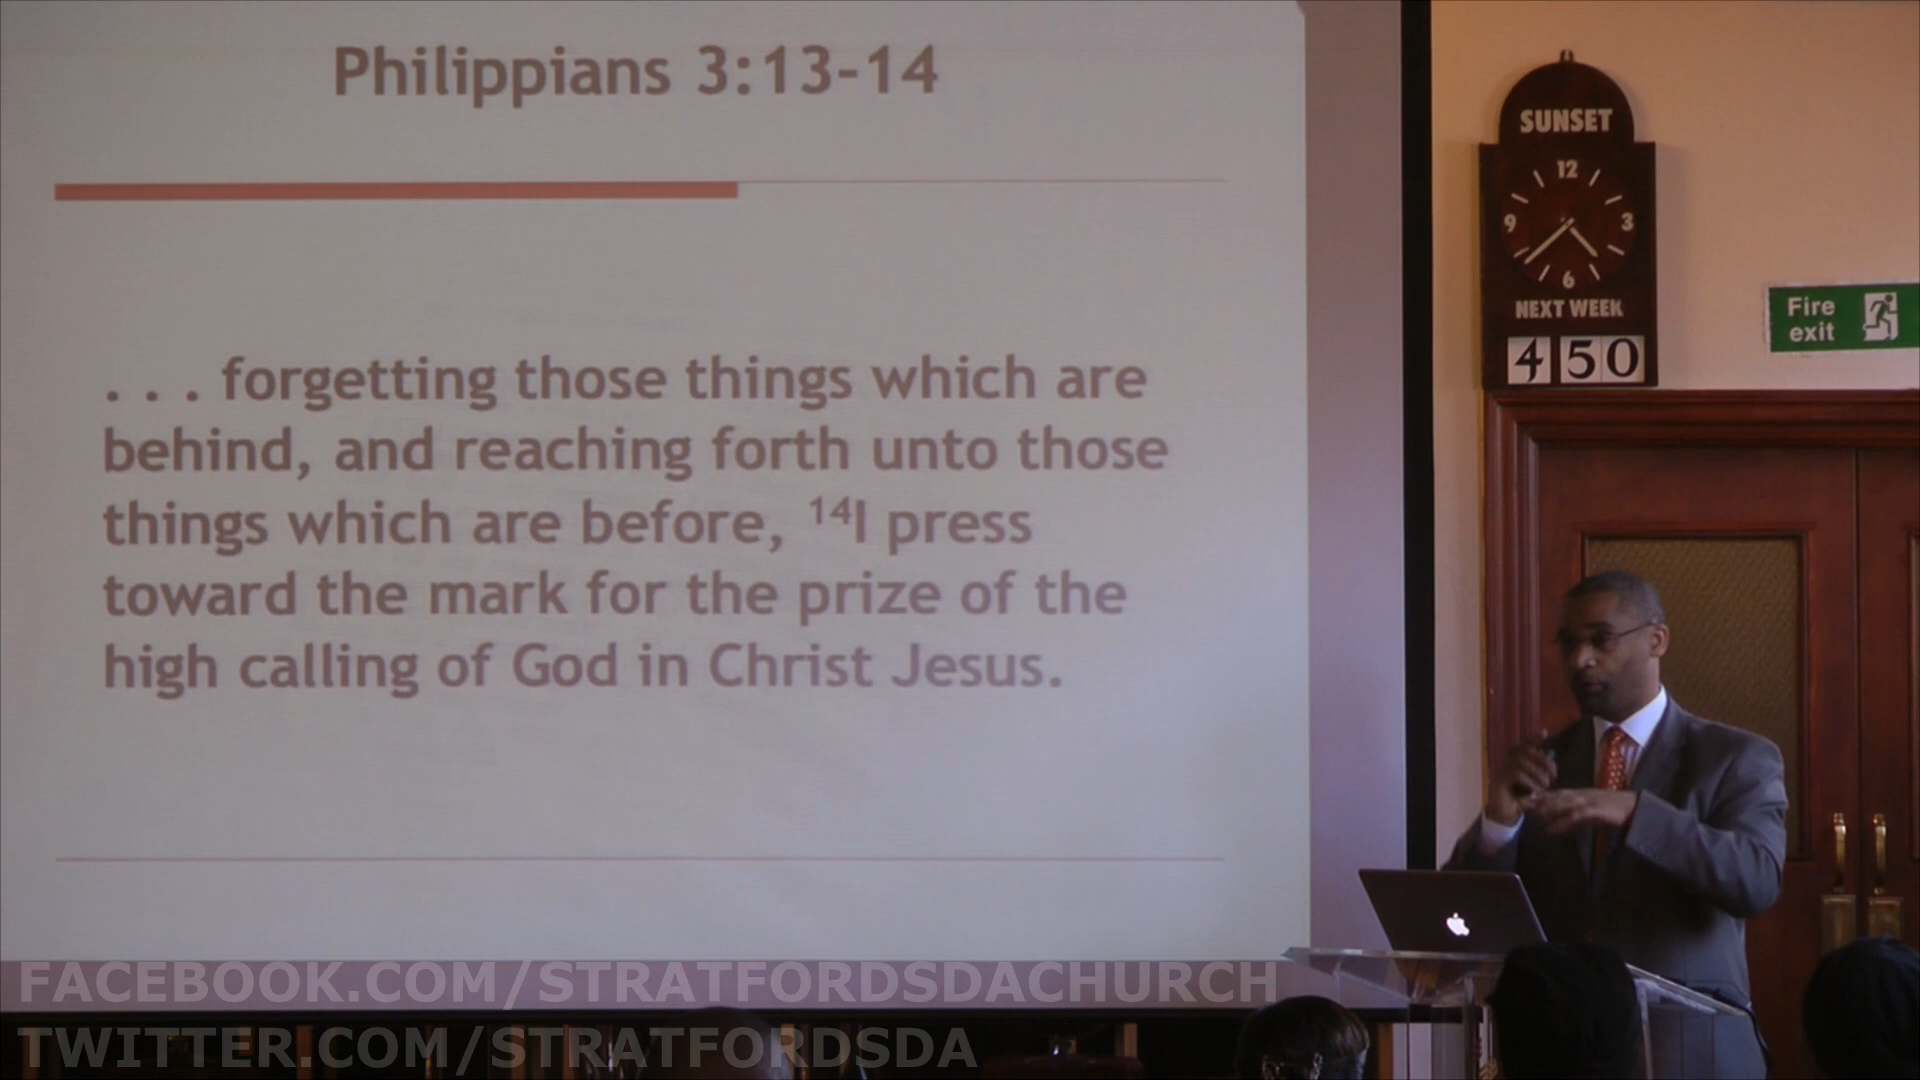 Philippians 3:13-14
. . . forgetting those things which are
behind, and reaching forth unto those
things which are before, ¹⁴I press
toward the mark for the prize of the
high calling of God in Christ Jesus.
SUNSET
12
9 3
6
NEXT WEEK
4 50
Fire
exit
FACEBOOK.COM/STRATFORDSDACHURCH
TWITTER.COM/STRATFORDSDA